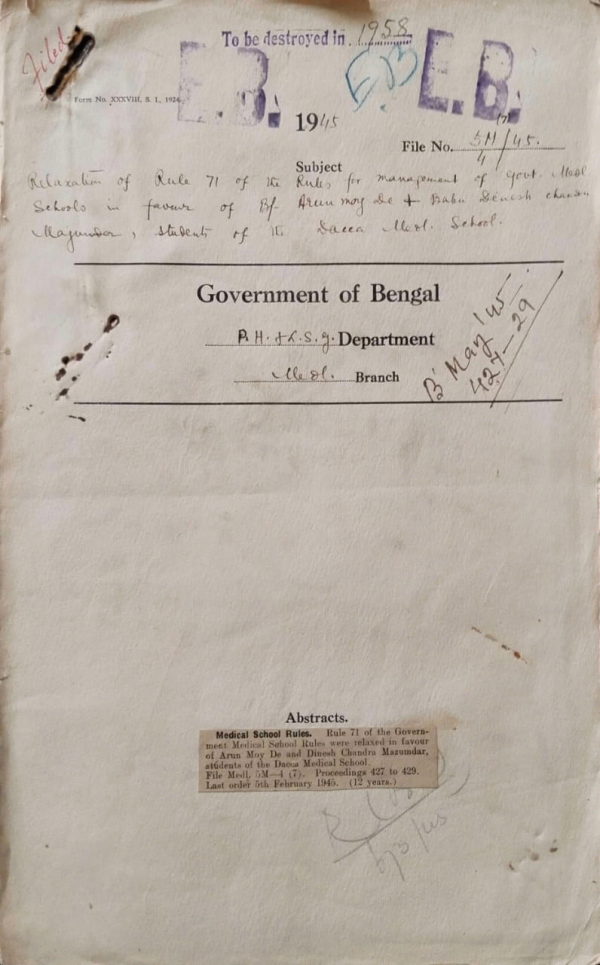 Filed
To be destroyed in 1958
E.B.
EB
E.B.
Form No. XXXVIII, S. 1., 1924.
1945
File No. 5M/45.
4
(7)
Subject
Relaxation of Rule 71 of the Rules for management of Govt. Medl
Schools in favour of Arun moy De + Babu Dinesh chandra
Mazumdar, students of the Dacca Medl. School.
Government of Bengal
P.H. & L.S.G. Department
Medl. Branch
B' May '45
427–29
Abstracts.
Medical School Rules. Rule 71 of the Govern-
ment Medical School Rules were relaxed in favour
of Arun Moy De and Dinesh Chandra Mazumdar,
students of the Dacca Medical School.
File Medl. 5M—4 (7). Proceedings 427 to 429.
Last order 5th February 1945. (12 years.)